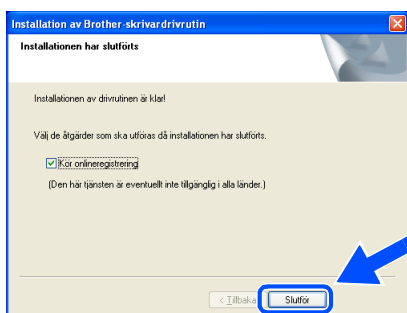 Installation av Brother-skrivardrivrutin
Installationen har slutförts
Installationen av drivrutinen är klar!
Välj de åtgärder som ska utföras då installationen har slutförts.
Kör onlineregistrering
(Den här tjänsten är eventuellt inte tillgänglig i alla länder.)
< Tillbaka
Slutför